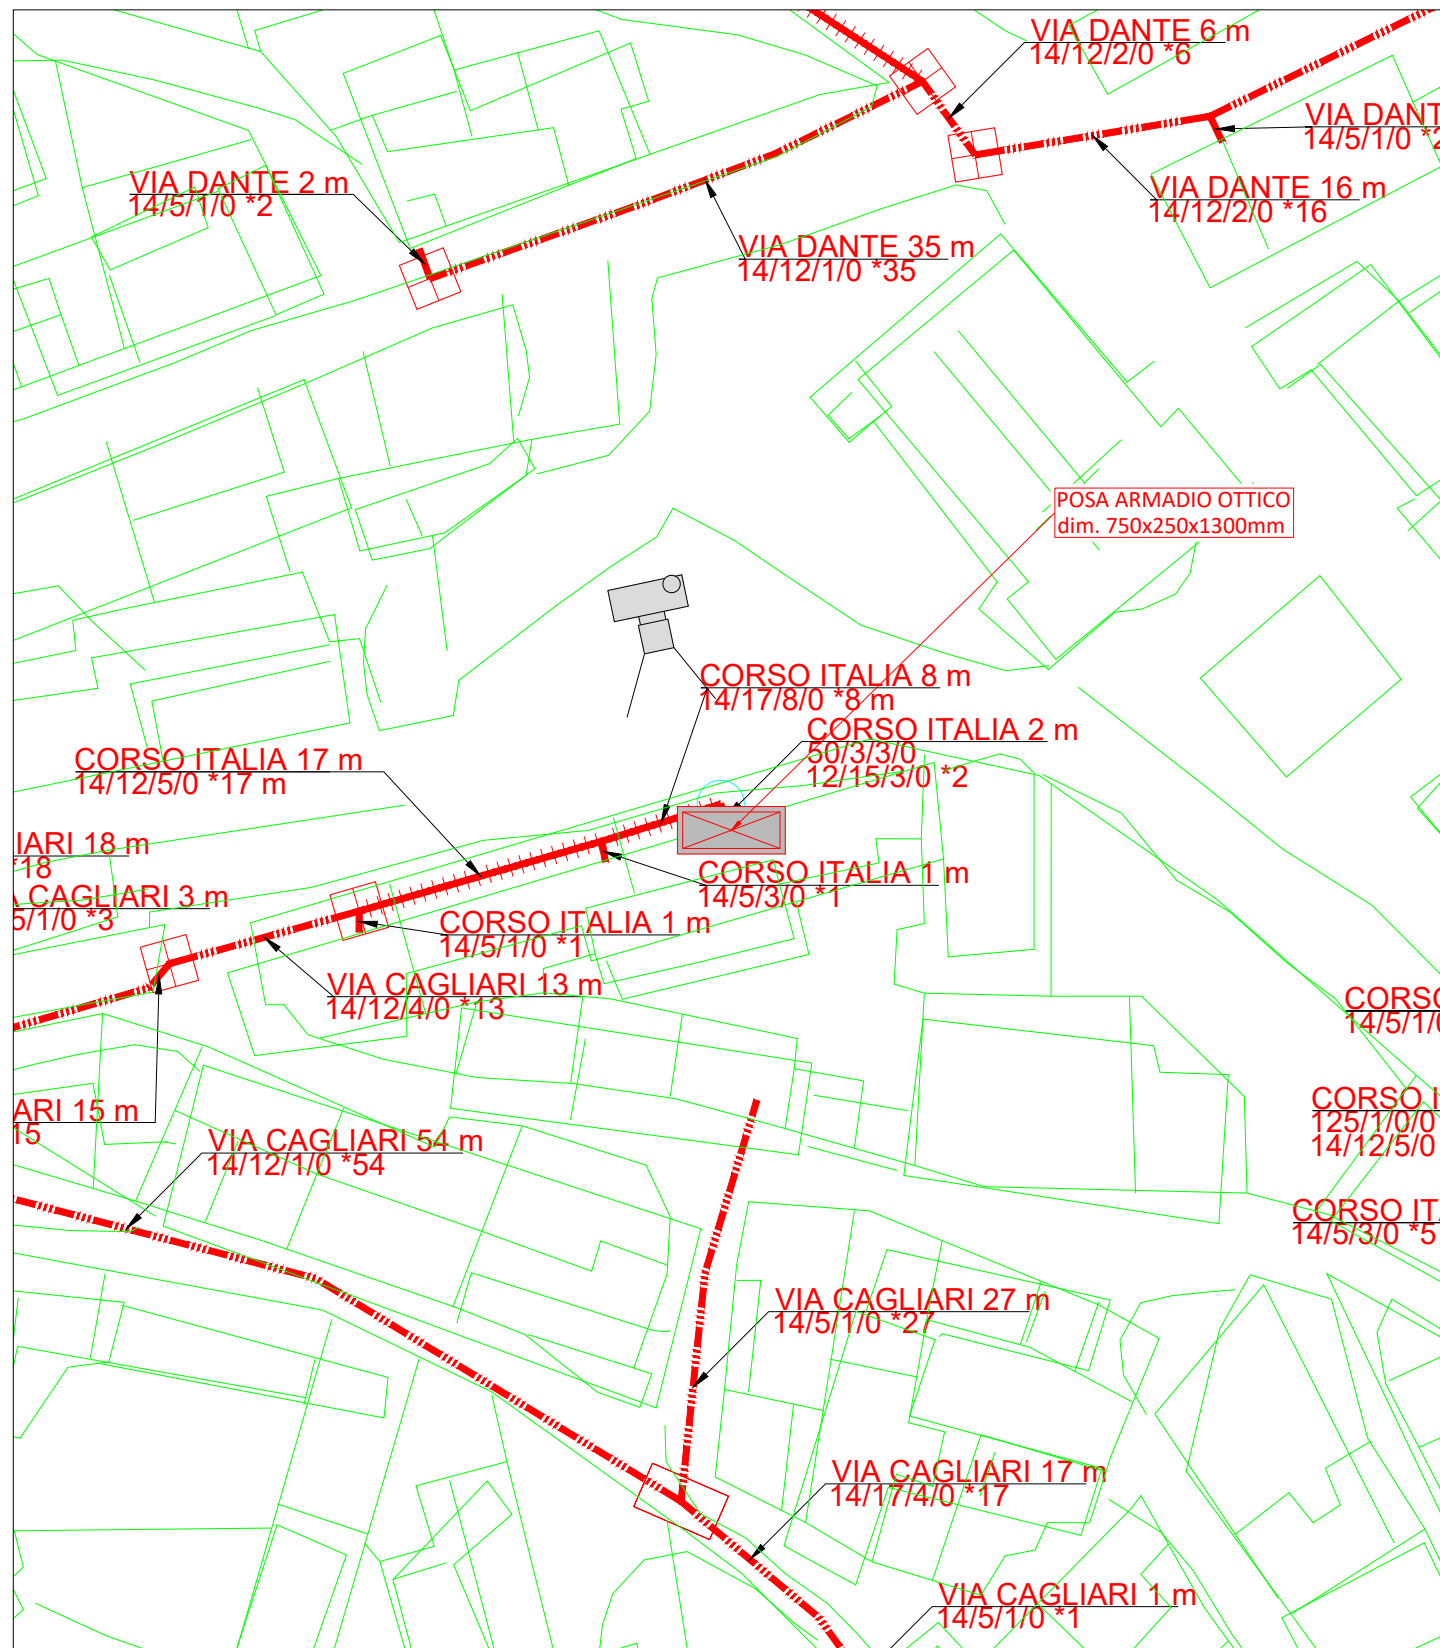 VIA DANTE 6 m
14/12/2/0 *6
VIA DANT
14/5/1/0 *2
VIA DANTE 2 m
14/5/1/0 *2
VIA DANTE 16 m
14/12/2/0 *16
VIA DANTE 35 m
14/12/1/0 *35
POSA ARMADIO OTTICO
dim. 750x250x1300mm
CORSO ITALIA 8 m
14/17/8/0 *8 m
CORSO ITALIA 2 m
50/3/3/0
12/15/3/0 *2
CORSO ITALIA 17 m
14/12/5/0 *17 m
IARI 18 m
*18
CORSO ITALIA 1 m
14/5/3/0 *1
A CAGLIARI 3 m
5/1/0 *3
CORSO ITALIA 1 m
14/5/1/0 *1
VIA CAGLIARI 13 m
14/12/4/0 *13
CORSO
14/5/1/0
ARI 15 m
15
CORSO I
125/1/0/0
14/12/5/0
VIA CAGLIARI 54 m
14/12/1/0 *54
CORSO IT
14/5/3/0 *5
VIA CAGLIARI 27 m
14/5/1/0 *27
VIA CAGLIARI 17 m
14/17/4/0 *17
VIA CAGLIARI 1 m
14/5/1/0 *1